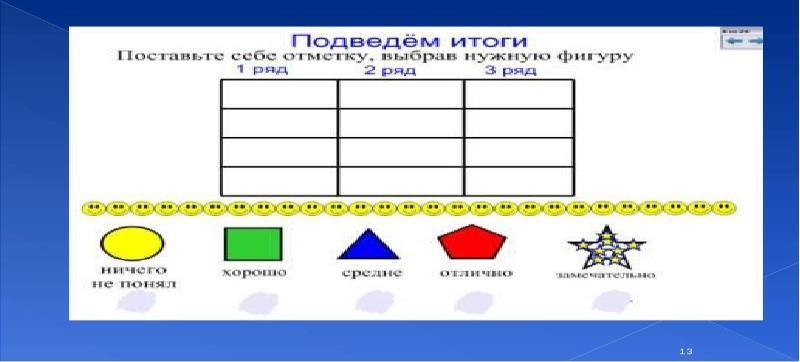 Подведём итоги
Поставьте себе отметку, выбрав нужную фигуру
1 ряд 2 ряд 3 ряд
ничего не понял
хорошо
средне
отлично
замечательно
13